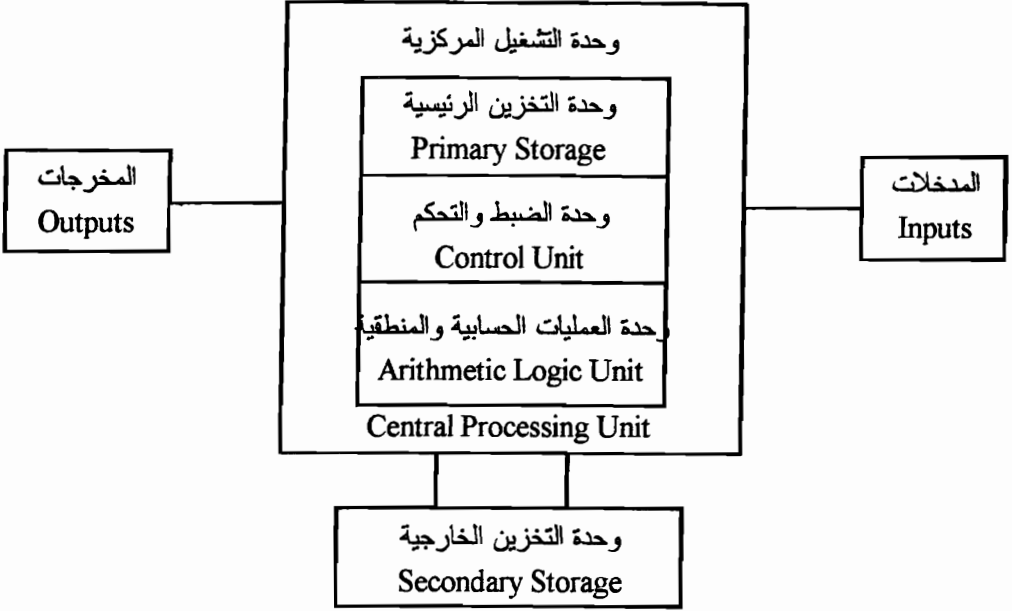 وحدة التشغيل المركزية
وحدة التخزين الرئيسية
Primary Storage
وحدة الضبط والتحكم
Control Unit
وحدة العمليات الحسابية والمنطقية
Arithmetic Logic Unit
Central Processing Unit
المدخلات
Inputs
المخرجات
Outputs
وحدة التخزين الخارجية
Secondary Storage